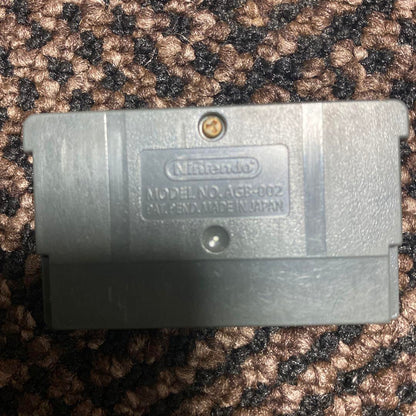 Nintendo
MODEL NO. AGB-002
PAT. PEND. MADE IN JAPAN